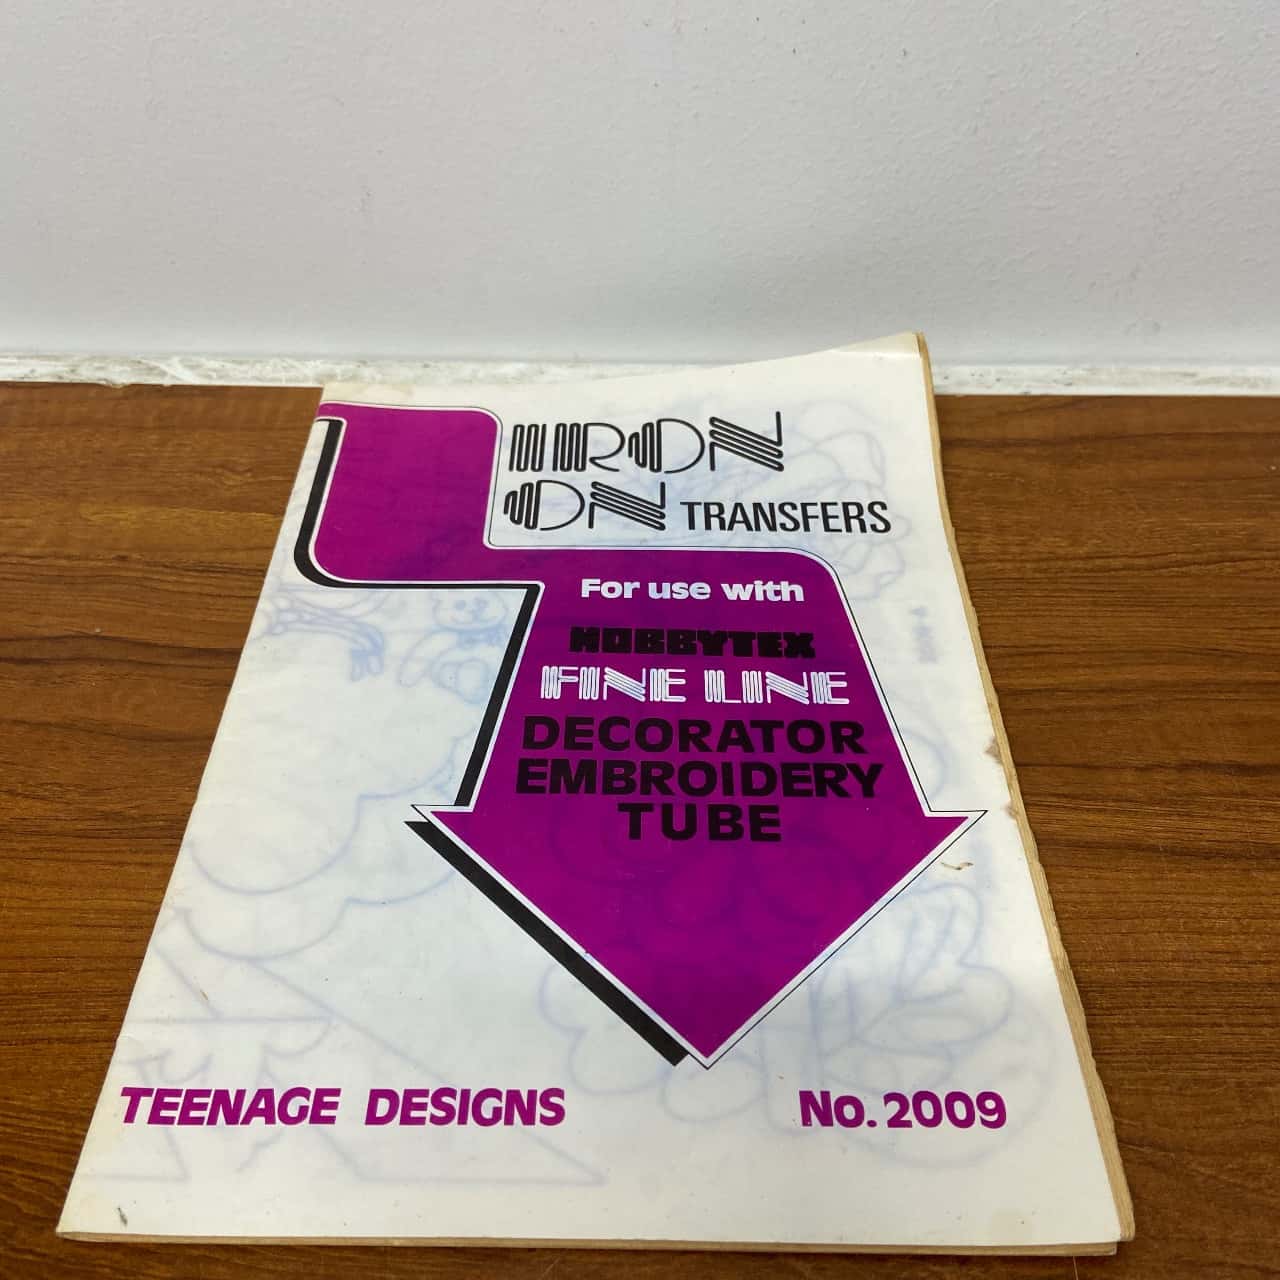 IRON
ON TRANSFERS
For use with
HOBBYTEX
FINE LINE
DECORATOR
EMBROIDERY
TUBE
TEENAGE DESIGNS No. 2009